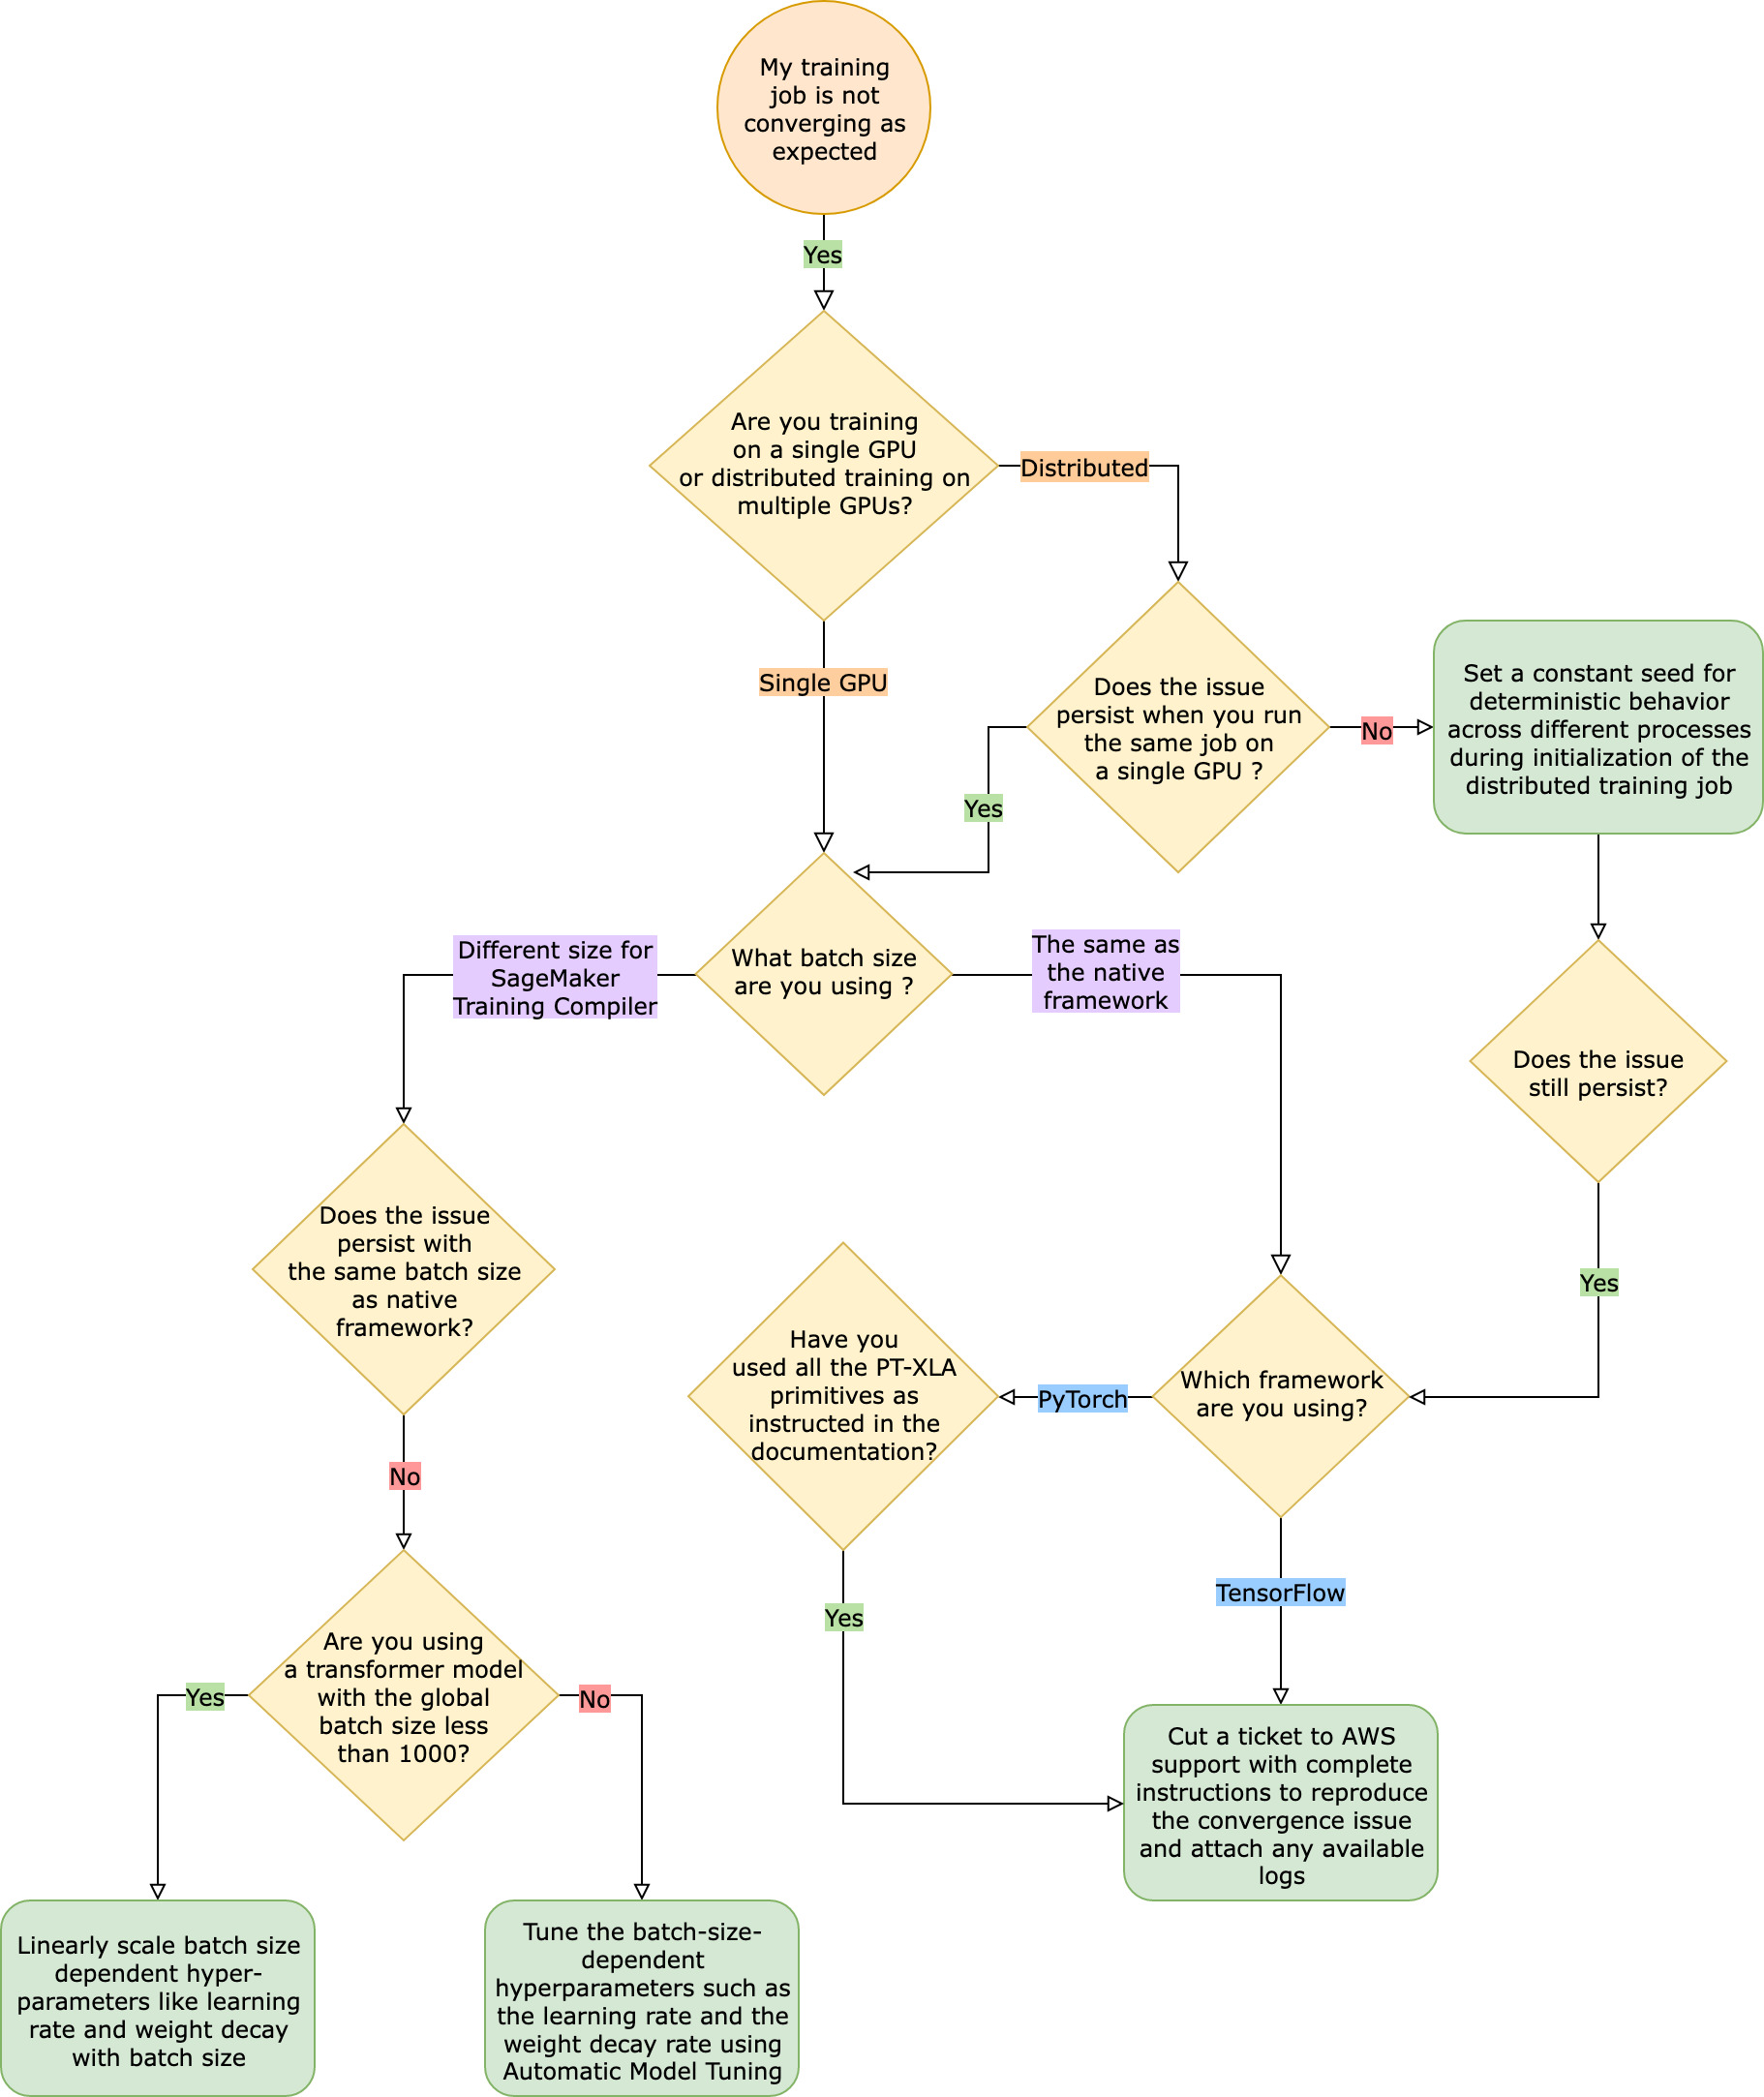 My training
job is not
converging as
expected
Yes
Are you training
on a single GPU
or distributed training on
multiple GPUs?
Distributed
Single GPU
Does the issue
persist when you run
the same job on
a single GPU ?
No
Set a constant seed for
deterministic behavior
across different processes
during initialization of the
distributed training job
Yes
What batch size
are you using ?
Different size for
SageMaker
Training Compiler
The same as
the native
framework
Does the issue
still persist?
Yes
Does the issue
persist with
the same batch size
as native
framework?
No
Have you
used all the PT-XLA
primitives as
instructed in the
documentation?
PyTorch
Which framework
are you using?
Yes
TensorFlow
Are you using
a transformer model
with the global
batch size less
than 1000?
Yes
No
Cut a ticket to AWS
support with complete
instructions to reproduce
the convergence issue
and attach any available
logs
Linearly scale batch size
dependent hyper-
parameters like learning
rate and weight decay
with batch size
Tune the batch-size-
dependent
hyperparameters such as
the learning rate and the
weight decay rate using
Automatic Model Tuning